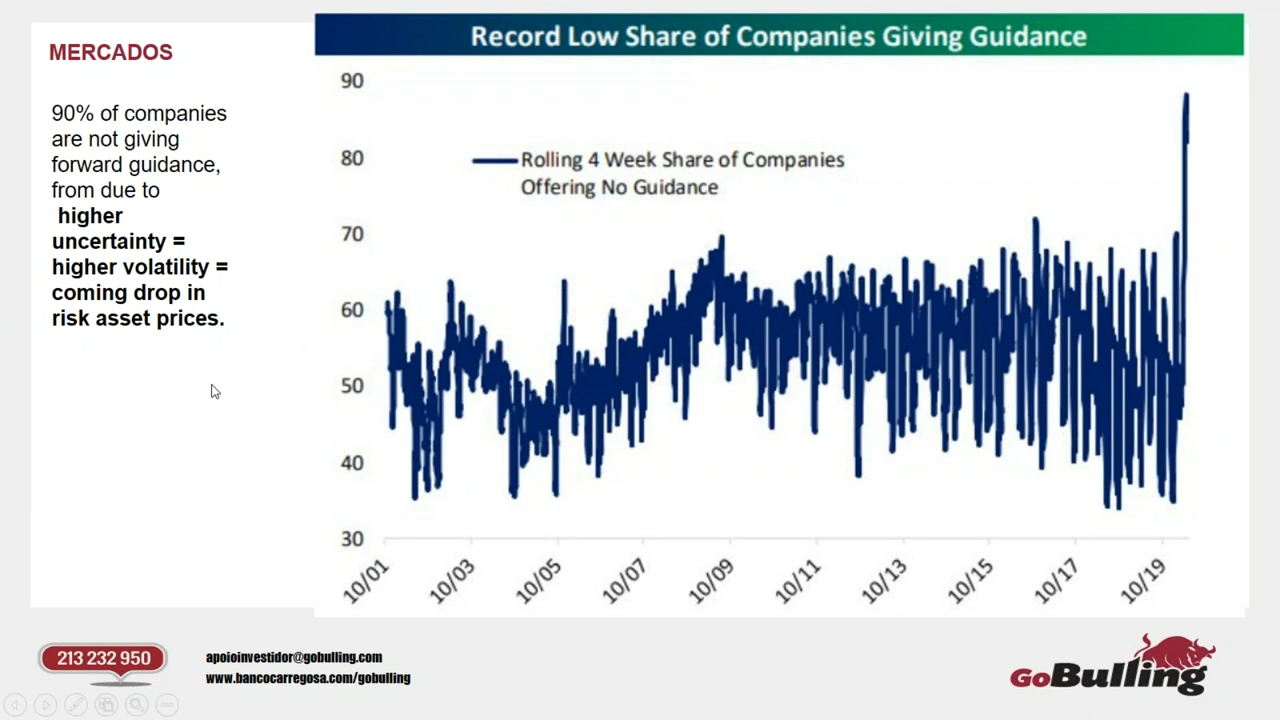 MERCADOS
90% of companies
are not giving
forward guidance,
from due to
higher
uncertainty =
higher volatility =
coming drop in
risk asset prices.
Record Low Share of Companies Giving Guidance
90
80
70
60
50
40
30
Rolling 4 Week Share of Companies
Offering No Guidance
10/01
10/03
10/05
10/07
10/09
10/11
10/13
10/15
10/17
10/19
213 232 950
apoioinvestidor@gobulling.com
www.bancocarregosa.com/gobulling
GoBulling